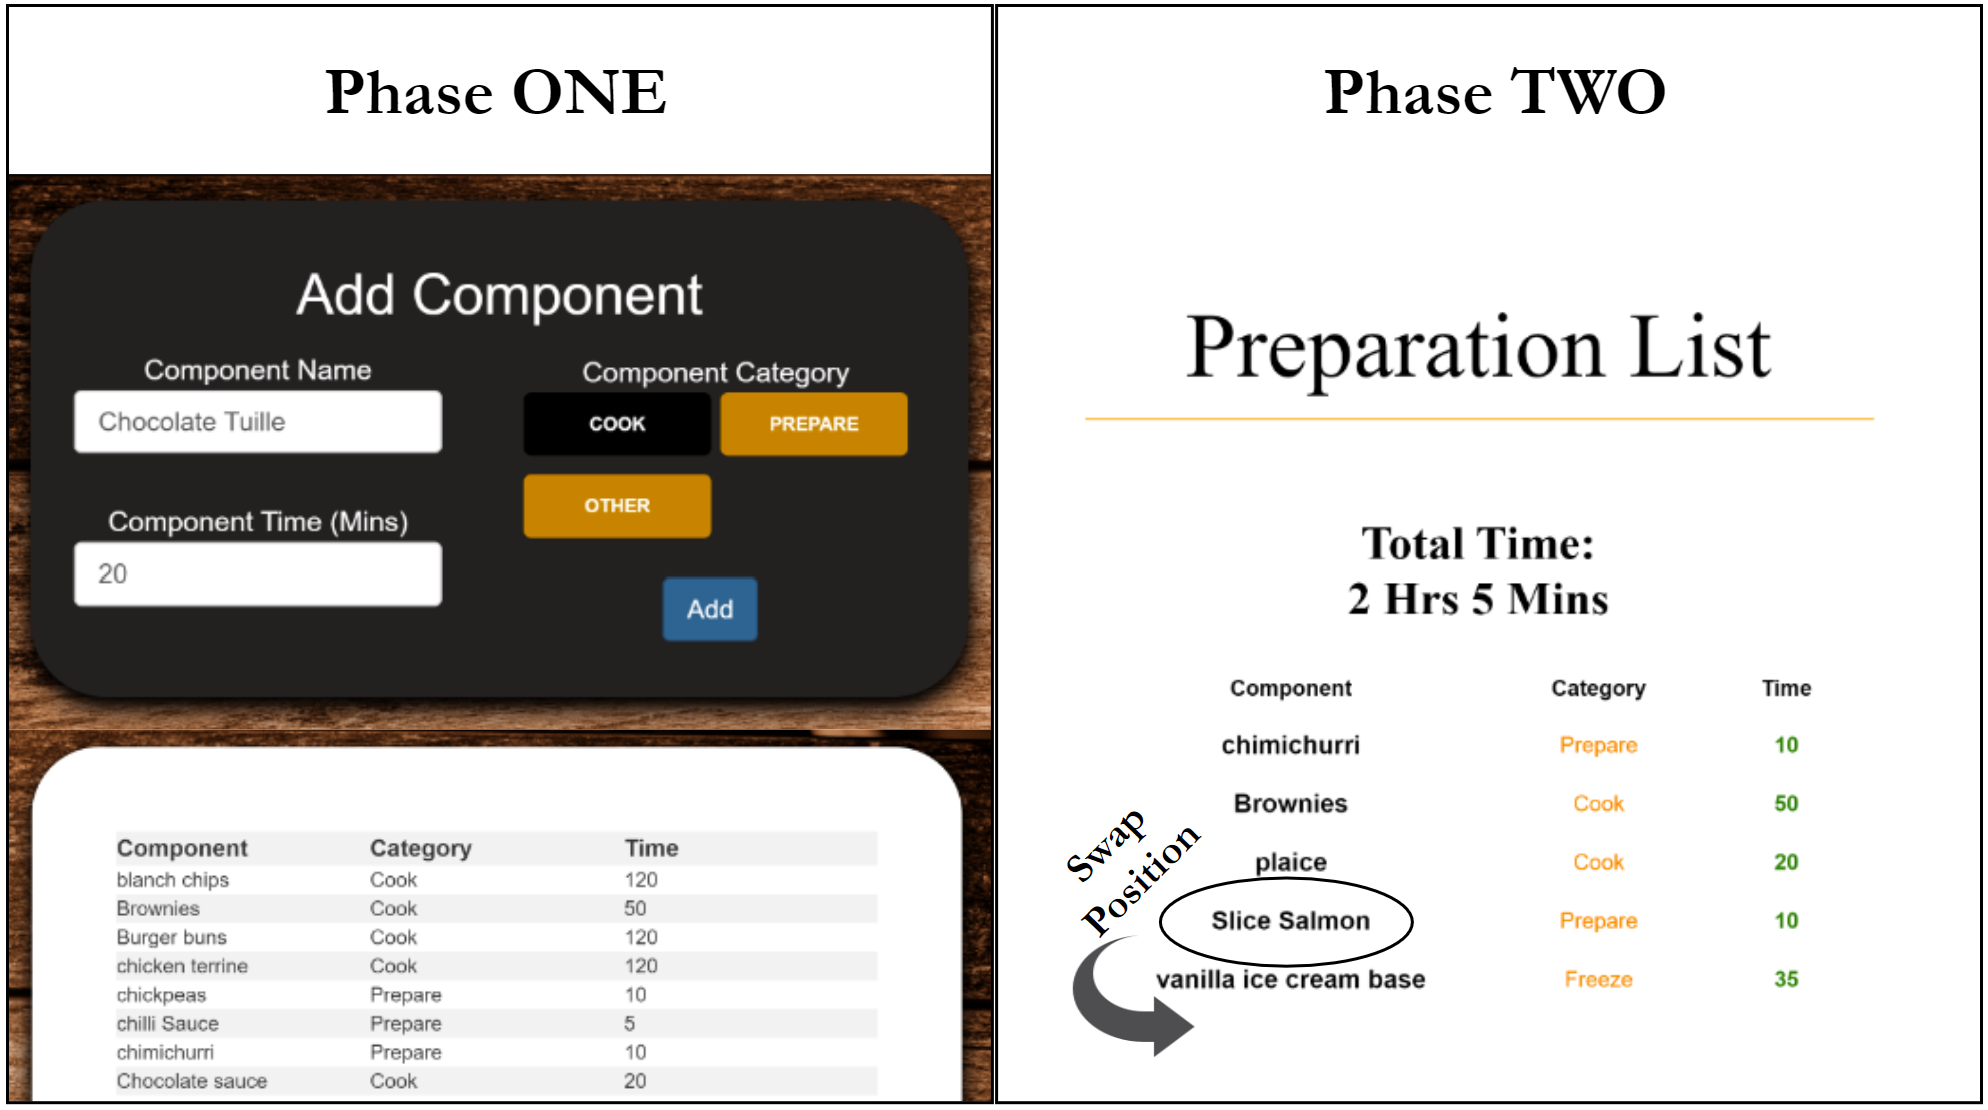 Phase ONE
Add Component
Component Name
Component Category
Chocolate Tuille
COOK
PREPARE
OTHER
Component Time (Mins)
20
Add
Component Category Time
blanch chips Cook 120
Brownies Cook 50
Burger buns Cook 120
chicken terrine Cook 120
chickpeas Prepare 10
chilli Sauce Prepare 5
chimichurri Prepare 10
Chocolate sauce Cook 20
Phase TWO
Preparation List
Total Time:
2 Hrs 5 Mins
Component Category Time
chimichurri Prepare 10
Brownies Cook 50
plaice Cook 20
Slice Salmon Prepare 10
vanilla ice cream base Freeze 35
Swap
Position